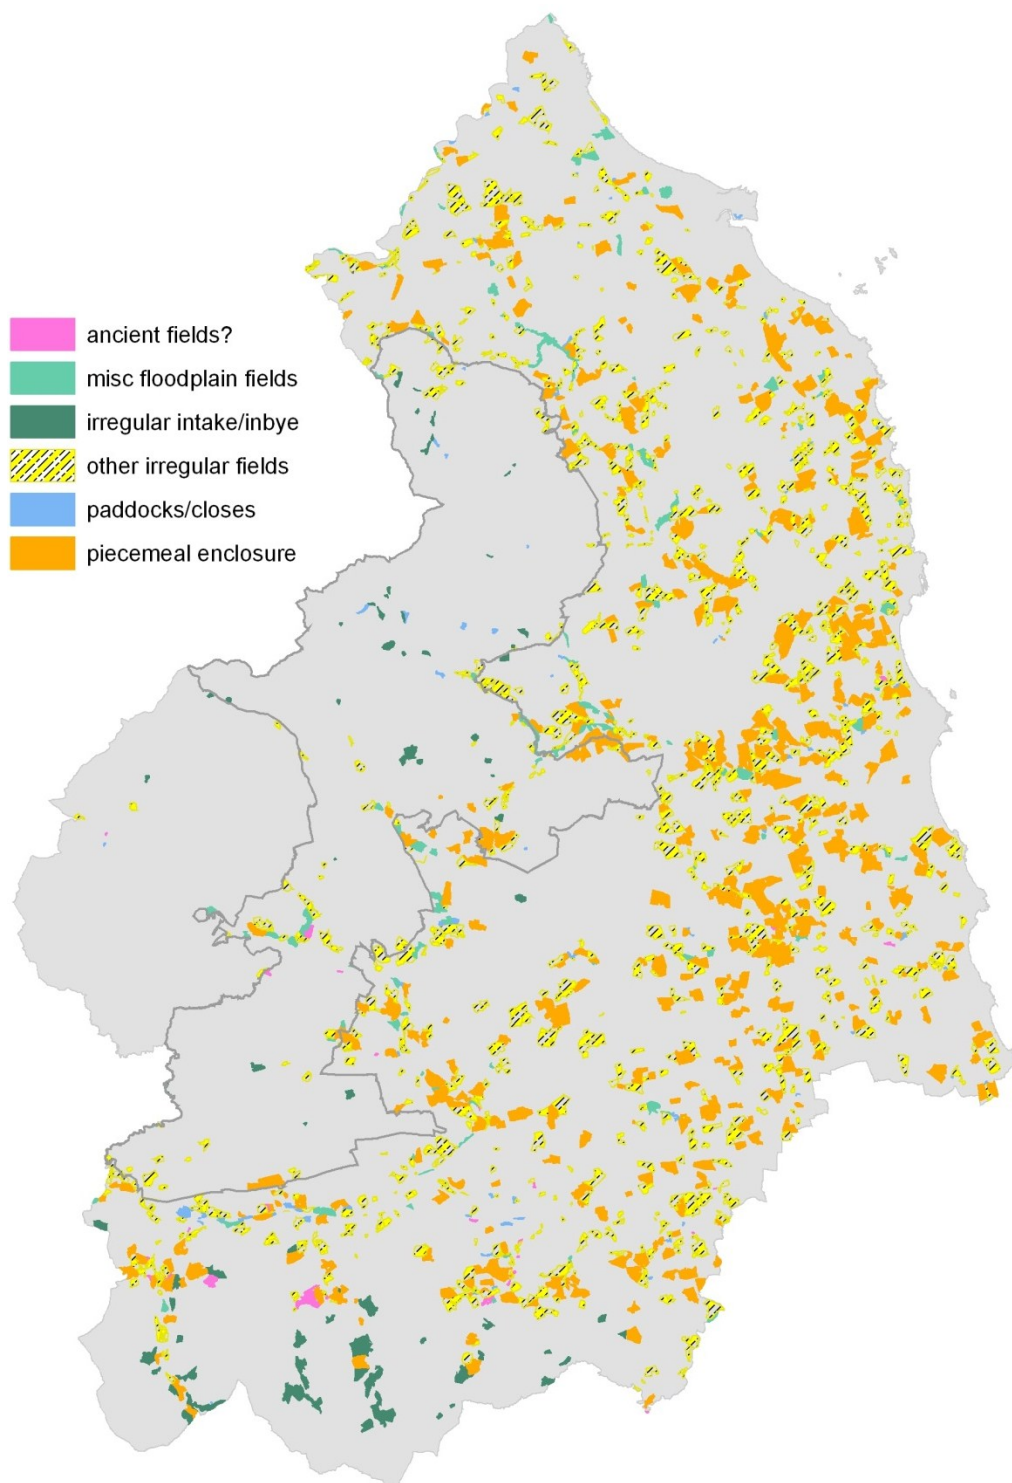 ancient fields?
misc floodplain fields
irregular intake/inbye
other irregular fields
paddocks/closes
piecemeal enclosure